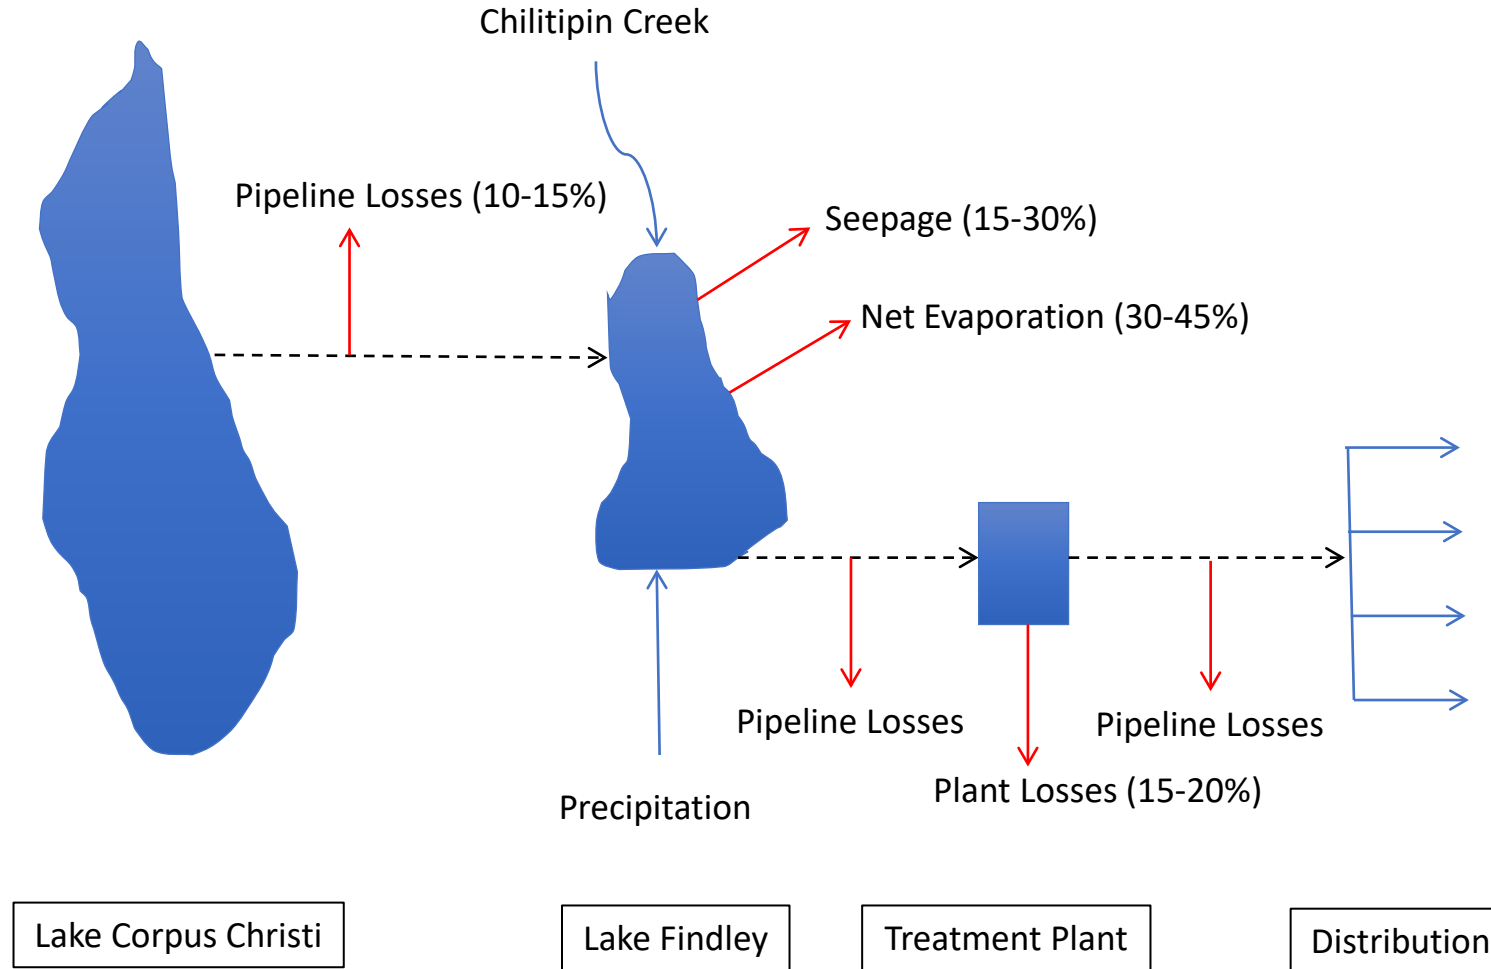 Chilitipin Creek
Pipeline Losses (10-15%)
Seepage (15-30%)
Net Evaporation (30-45%)
Pipeline Losses
Pipeline Losses
Plant Losses (15-20%)
Precipitation
Lake Corpus Christi
Lake Findley
Treatment Plant
Distribution